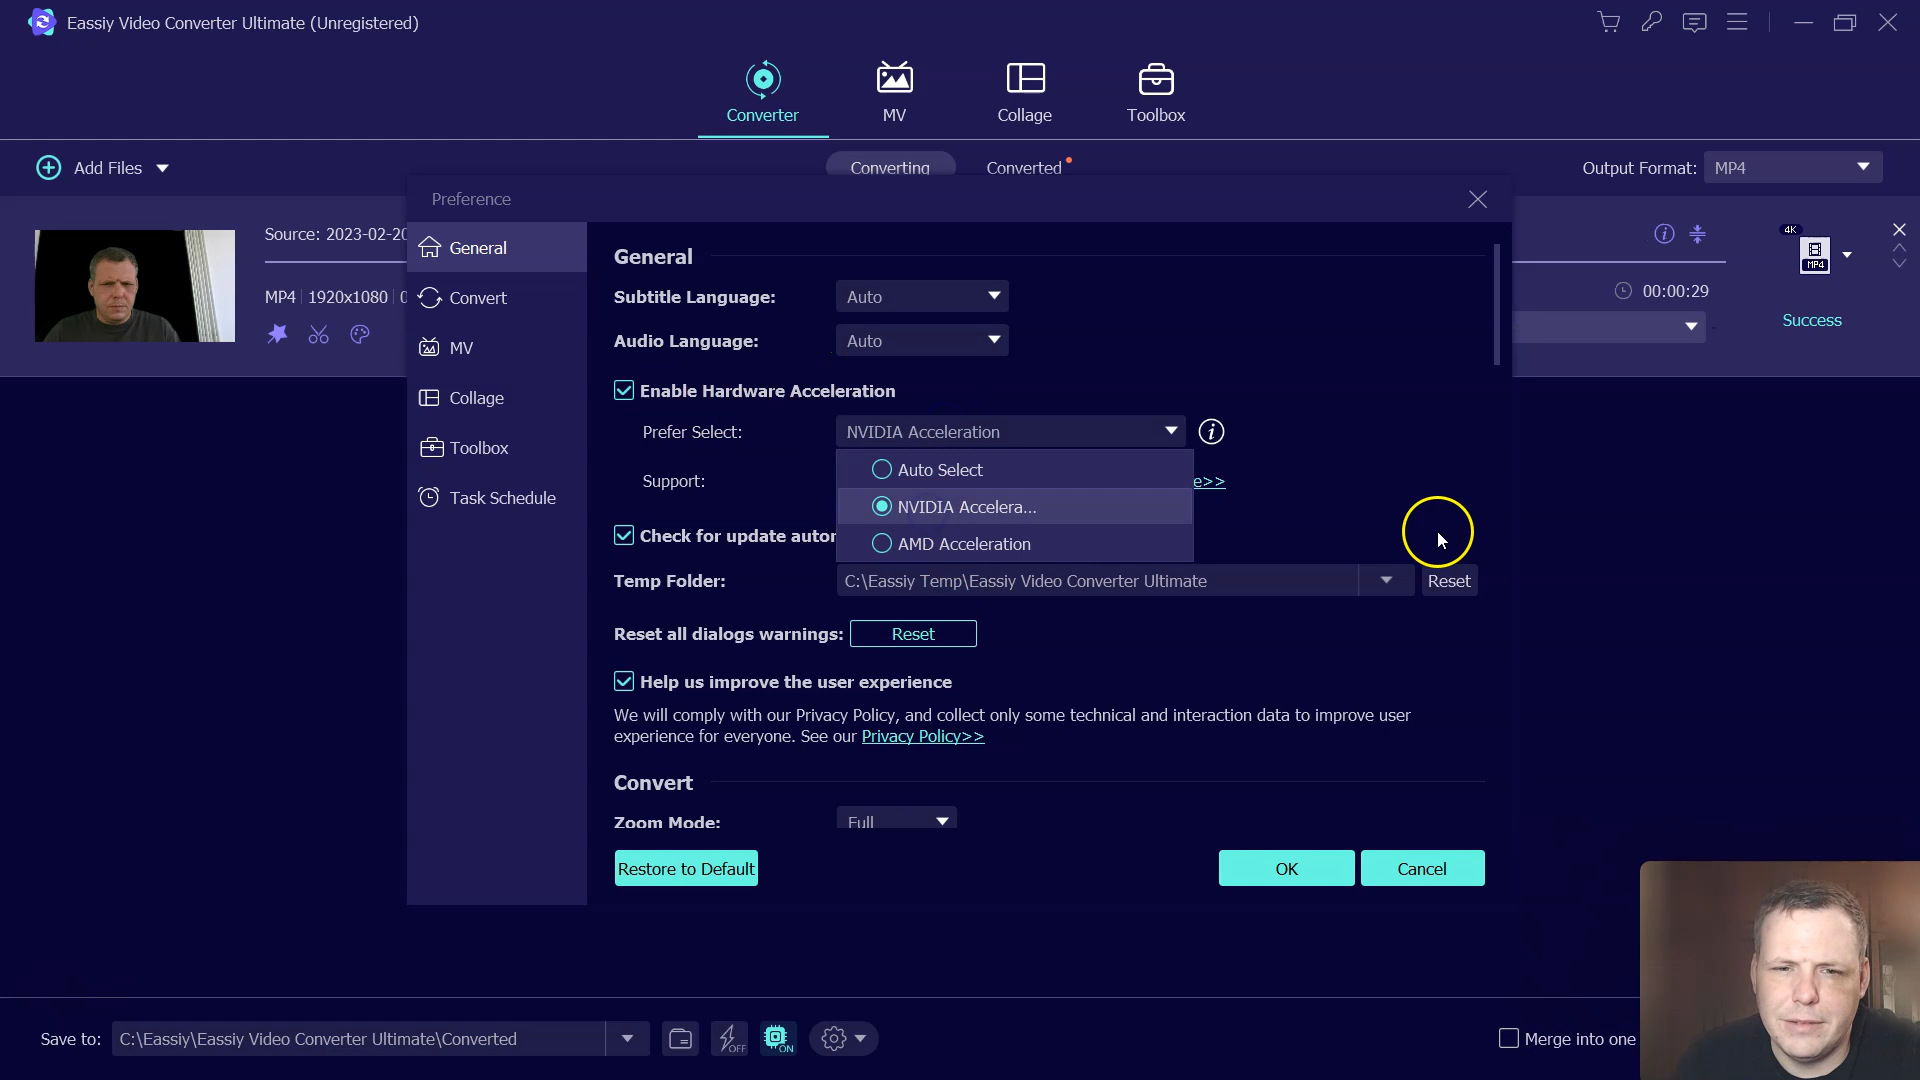 Eassiy Video Converter Ultimate (Unregistered)
Converter
MV
Collage
Toolbox
Add Files
Converting
Converted
Output Format:
MP4
Preference
Source: 2023-02-20
MP4
1920x1080
General
Convert
MV
Collage
Toolbox
Task Schedule
General
Subtitle Language:
Auto
Audio Language:
Auto
Enable Hardware Acceleration
Prefer Select:
NVIDIA Acceleration
Auto Select
Support:
e>>
NVIDIA Accelera...
Check for update autor
AMD Acceleration
Temp Folder:
C:\Eassiy Temp\Eassiy Video Converter Ultimate
Reset
Reset all dialogs warnings:
Reset
Help us improve the user experience
We will comply with our Privacy Policy, and collect only some technical and interaction data to improve user
experience for everyone. See our Privacy Policy>>
Convert
Zoom Mode:
Full
Restore to Default
OK
Cancel
4K
MP4
00:00:29
Success
Save to:
C:\Eassiy\Eassiy Video Converter Ultimate\Converted
OFF
ON
Merge into one